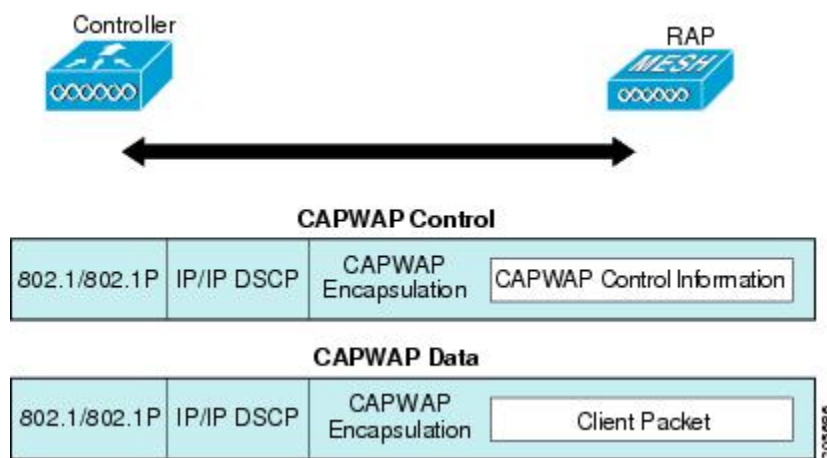 Controller
RAP
MESH
CAPWAP Control
802.1/802.1P
IP/IP DSCP
CAPWAP
Encapsulation
CAPWAP Control Information
CAPWAP Data
802.1/802.1P
IP/IP DSCP
CAPWAP
Encapsulation
Client Packet